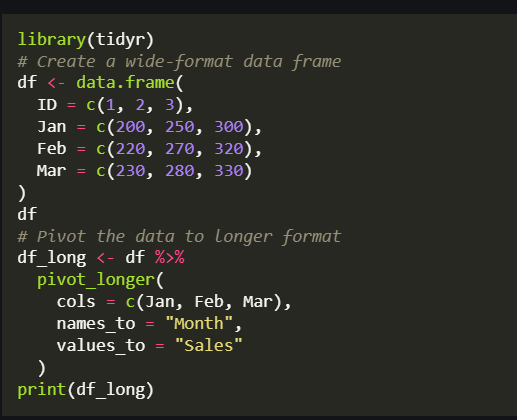 library(tidyr)
# Create a wide-format data frame
df <- data.frame(
  ID = c(1, 2, 3),
  Jan = c(200, 250, 300),
  Feb = c(220, 270, 320),
  Mar = c(230, 280, 330)
)
df
# Pivot the data to longer format
df_long <- df %>%
  pivot_longer(
    cols = c(Jan, Feb, Mar),
    names_to = "Month",
    values_to = "Sales"
  )
print(df_long)